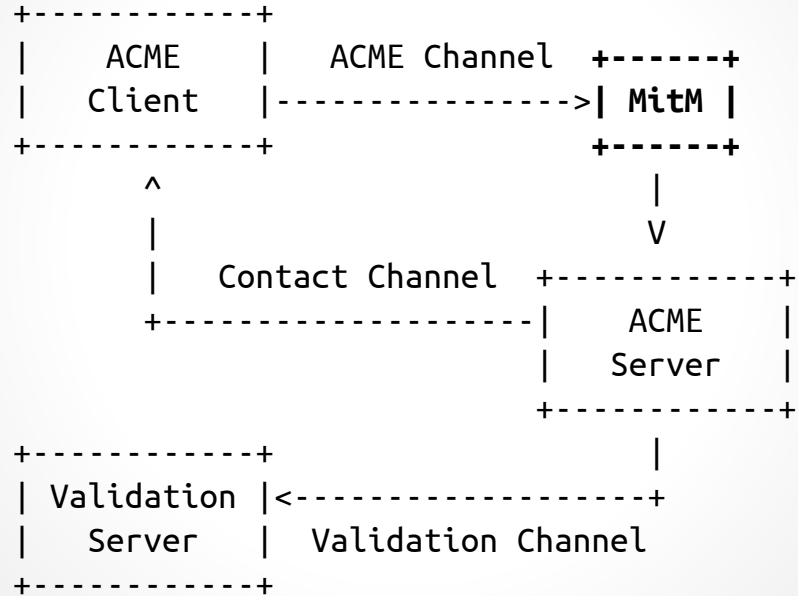 +------------+
|    ACME    |   ACME Channel  +------+
|   Client   |---------------->| MitM |
+------------+                 +------+
      ^                            |
      |                            V
      |   Contact Channel   +------------+
      +--------------------|    ACME    |
                            |   Server   |
                            +------------+
+------------+                     |
| Validation |<-------------------+
|   Server   |  Validation Channel
+------------+